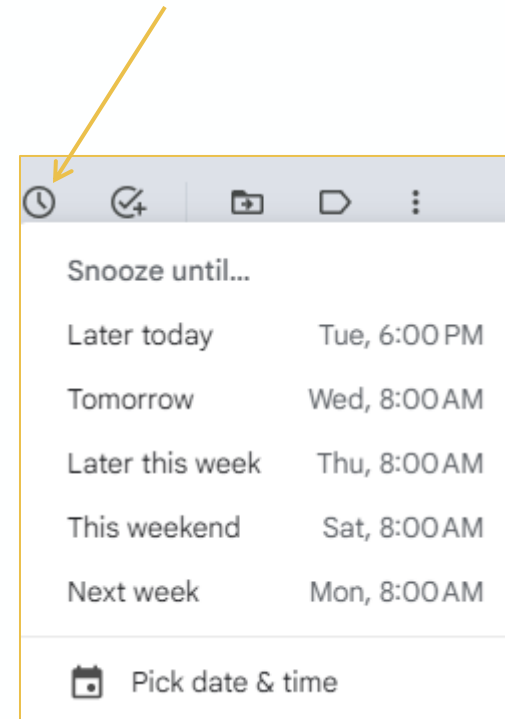 Snooze until...
Later today Tue, 6:00 PM
Tomorrow Wed, 8:00 AM
Later this week Thu, 8:00 AM
This weekend Sat, 8:00 AM
Next week Mon, 8:00 AM
Pick date & time